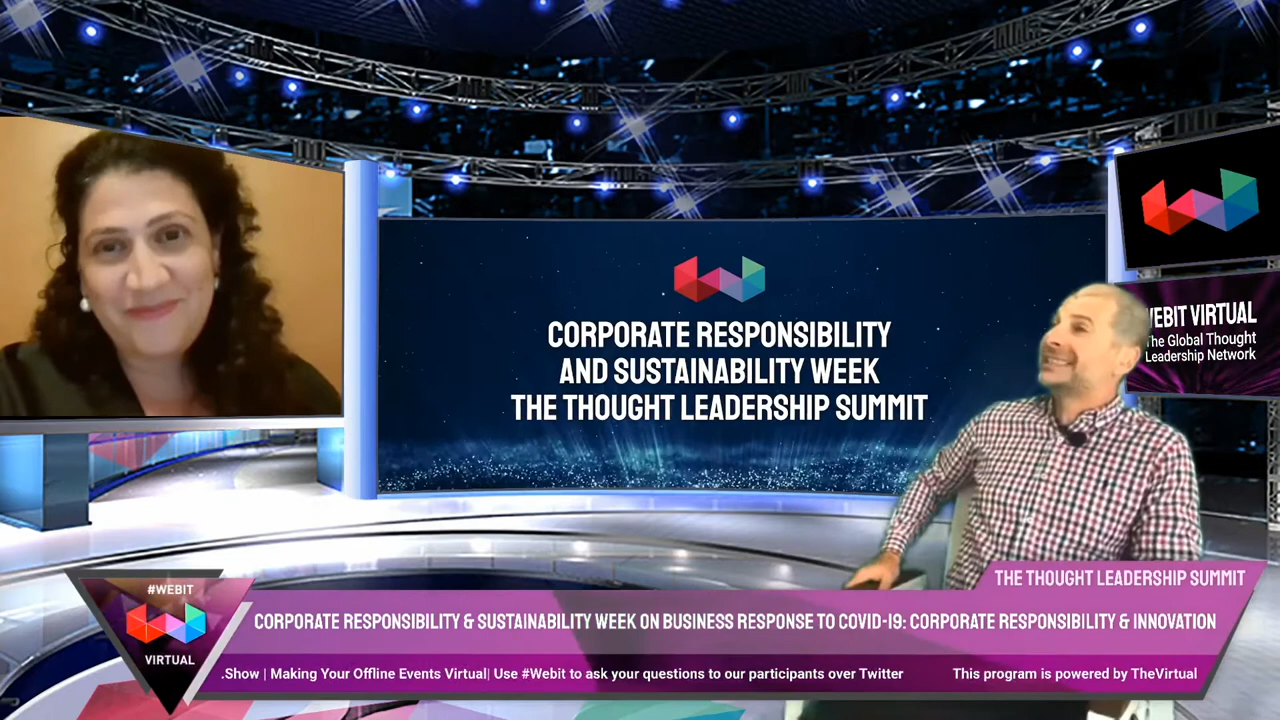 CORPORATE RESPONSIBILITY
AND SUSTAINABILITY WEEK
THE THOUGHT LEADERSHIP SUMMIT
VIRTUAL
The Global Thought
Leadership Network
THE THOUGHT LEADERSHIP SUMMIT
#WEBIT
VIRTUAL
CORPORATE RESPONSIBILITY & SUSTAINABILITY WEEK ON BUSINESS RESPONSE TO COVID-19: CORPORATE RESPONSIBILITY & INNOVATION
.Show | Making Your Offline Events Virtual| Use #Webit to ask your questions to our participants over Twitter
This program is powered by TheVirtual